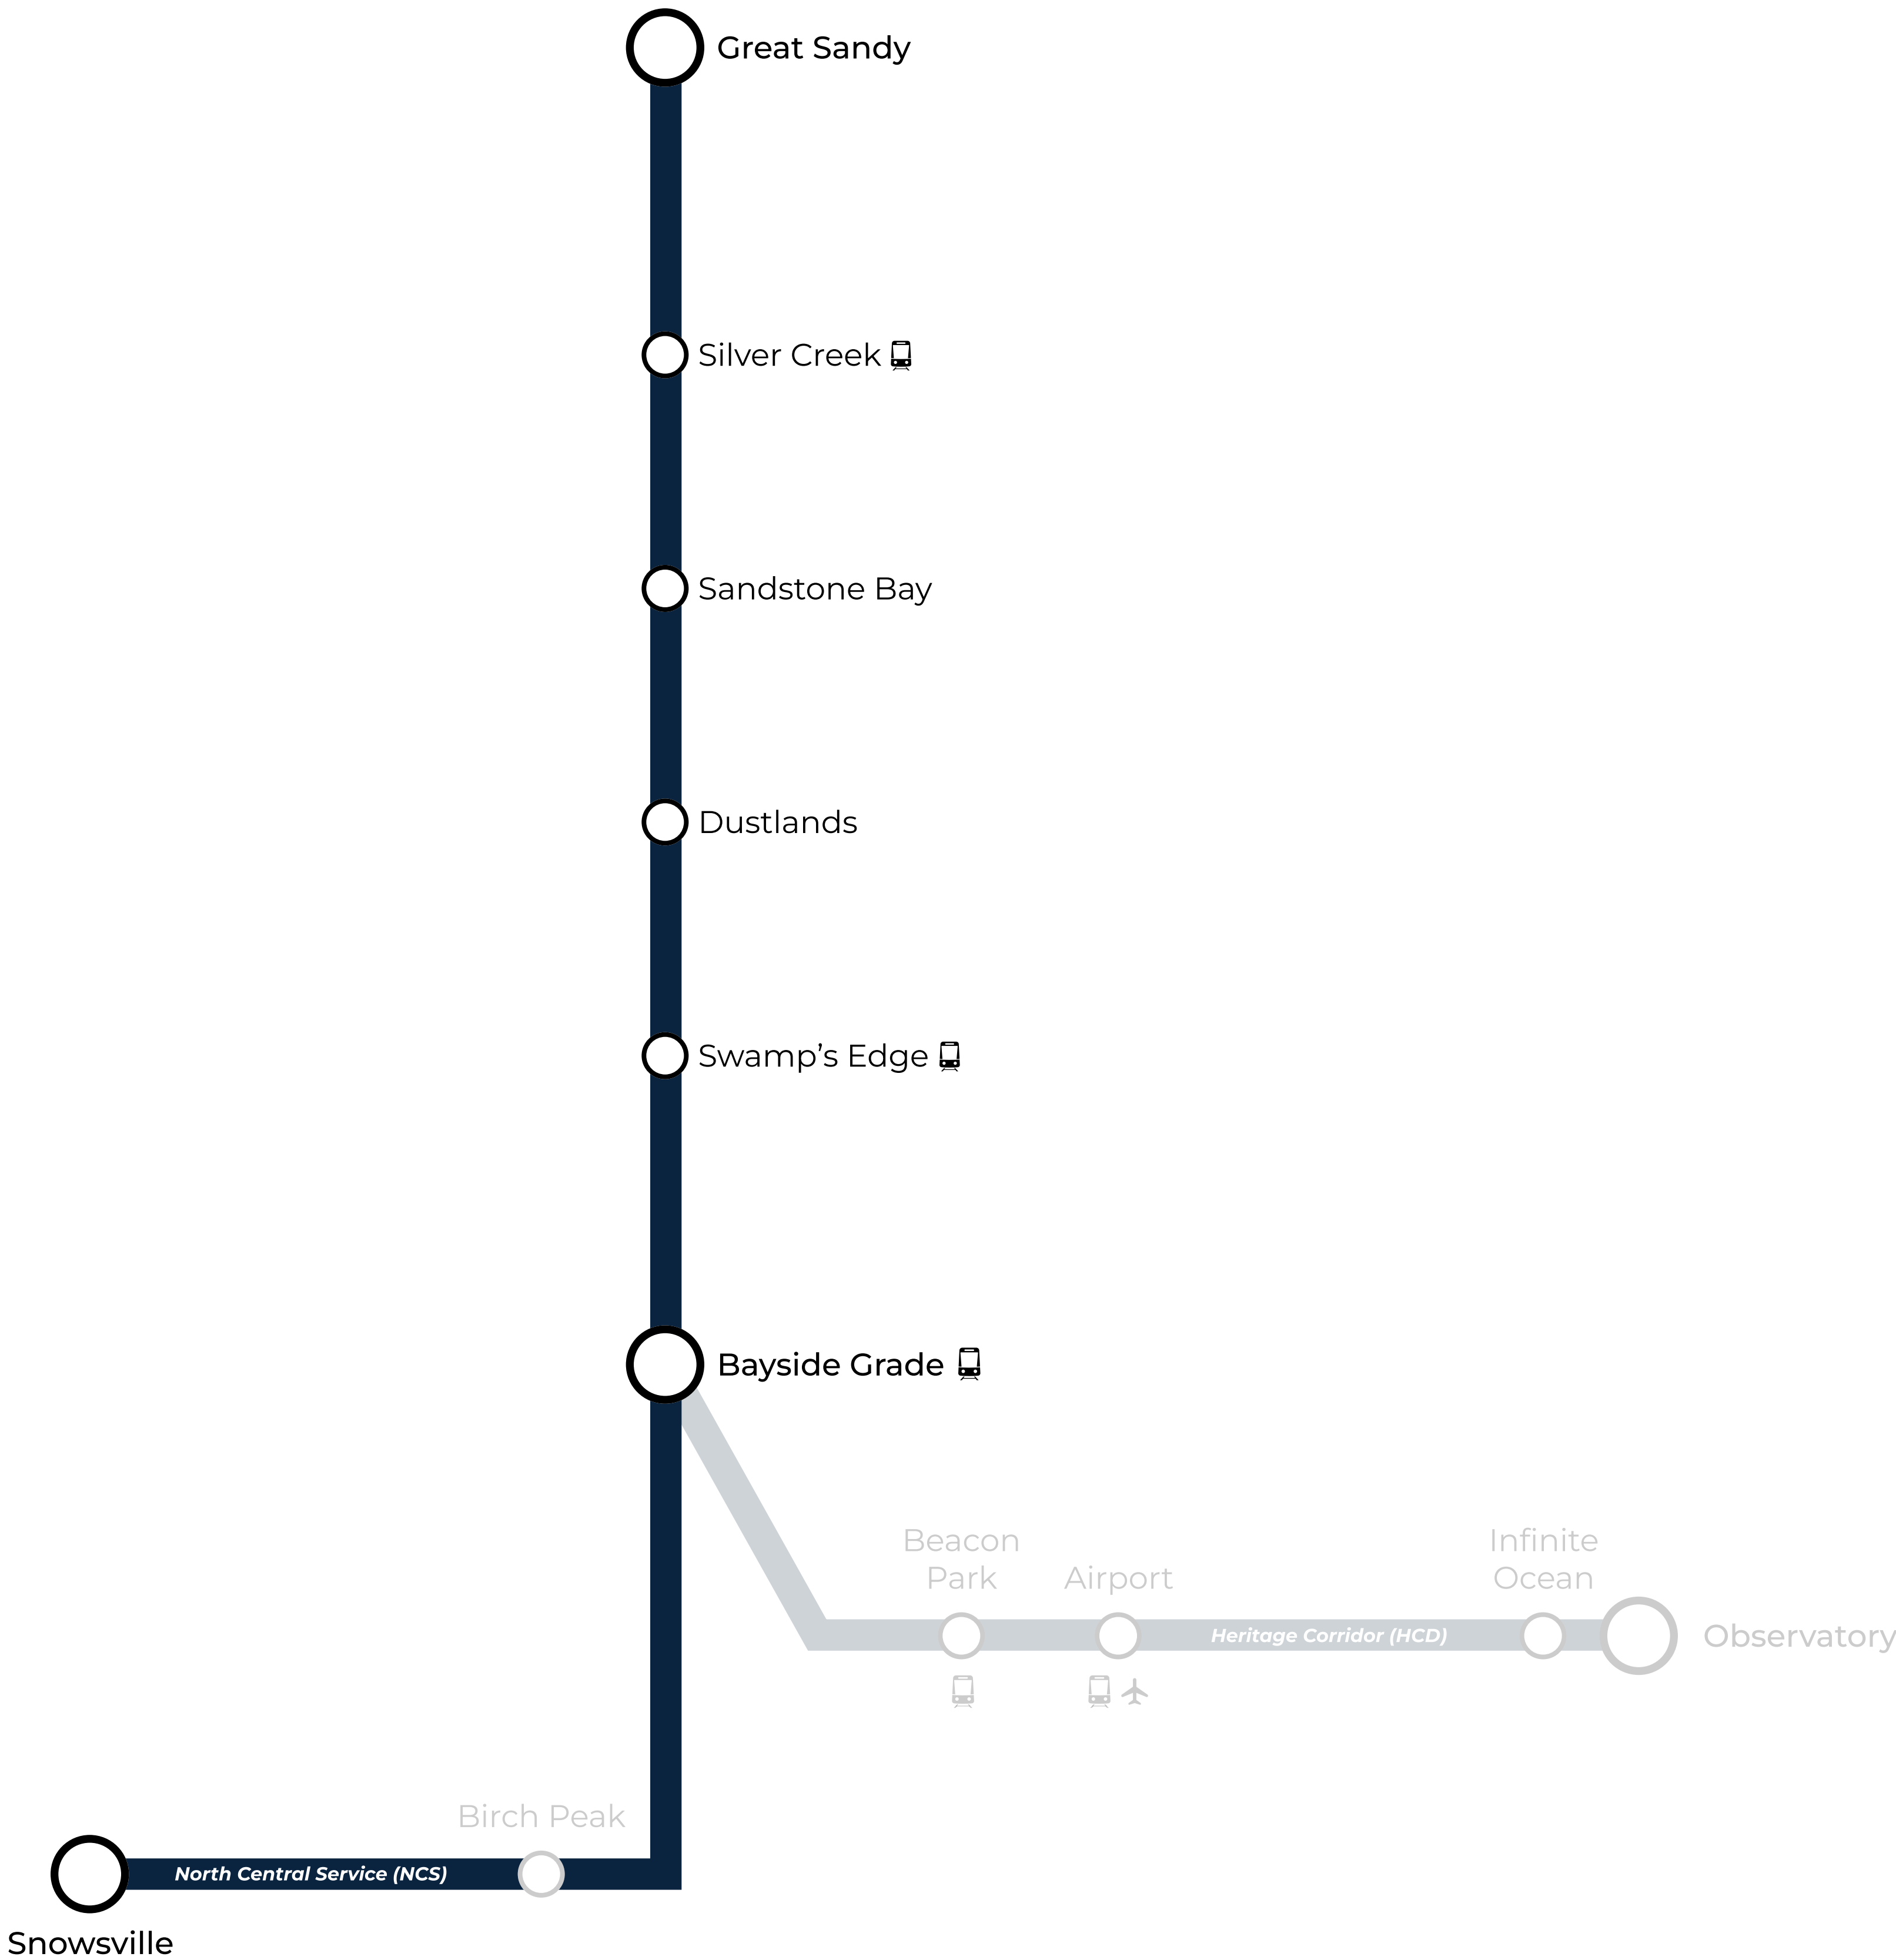 Great Sandy
Silver Creek
Sandstone Bay
Dustlands
Swamp’s Edge
Bayside Grade
Beacon
Park
Airport
Infinite
Ocean
Heritage Corridor (HCD)
Observatory
Birch Peak
North Central Service (NCS)
Snowsville